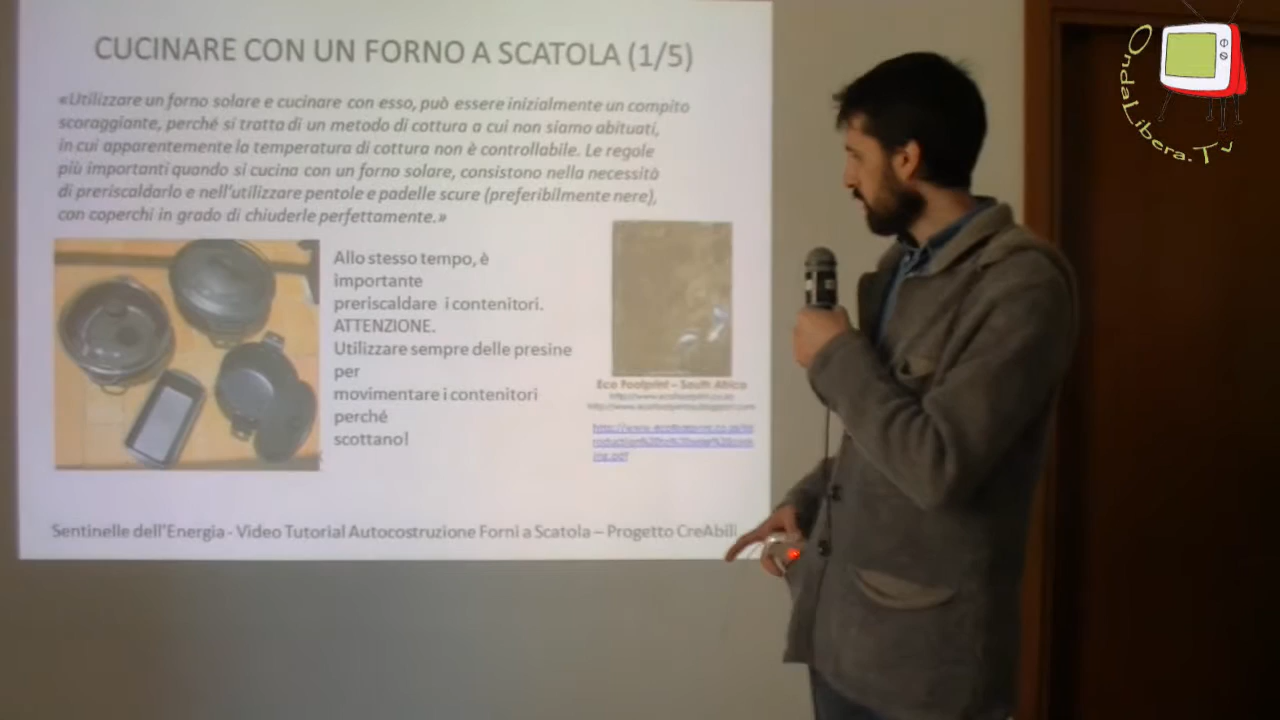 CUCINARE CON UN FORNO A SCATOLA (1/5)
«Utilizzare un forno solare e cucinare con esso, può essere inizialmente un compito
scoraggiante, perché si tratta di un metodo di cottura a cui non siamo abituati,
in cui apparentemente la temperatura di cottura non è controllabile. Le regole
più importanti quando si cucina con un forno solare, consistono nella necessità
di preriscaldarlo e nell'utilizzare pentole e padelle scure (preferibilmente nere),
con coperchi in grado di chiuderle perfettamente.»
Allo stesso tempo, è
importante
preriscaldare i contenitori.
ATTENZIONE.
Utilizzare sempre delle presine
per
movimentare i contenitori
perché
scottano!
Eco Footprint – South Africa
Sentinelle dell'Energia - Video Tutorial Autocostruzione Forni a Scatola – Progetto CreAbili
OndaLibera.Tv